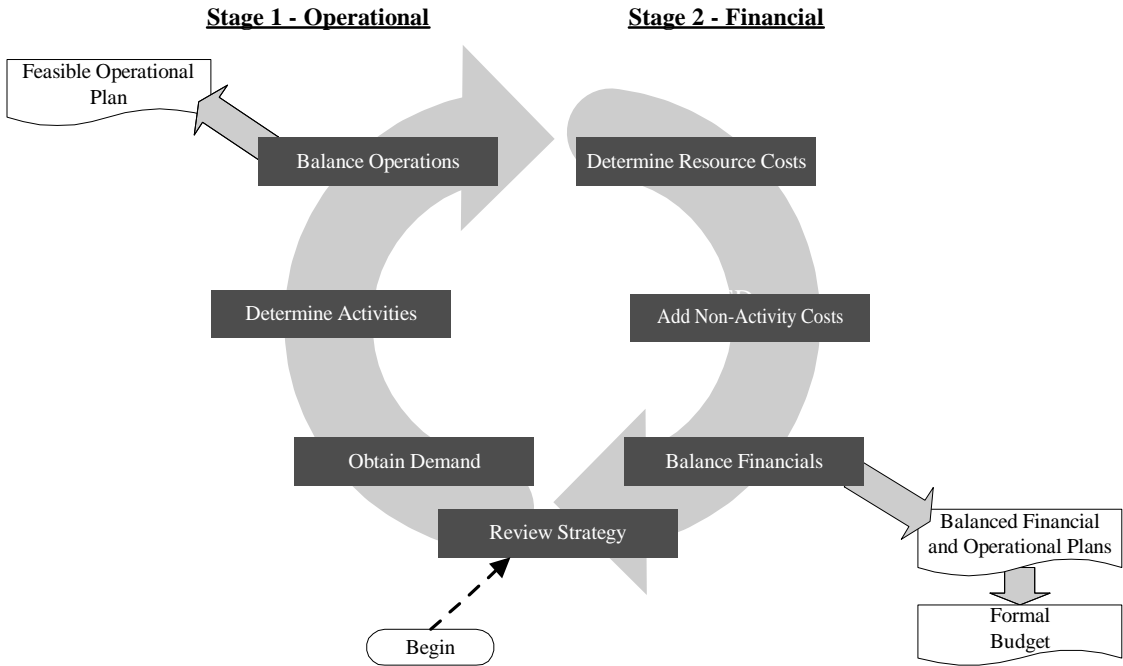 Stage 1 - Operational
Stage 2 - Financial
Feasible Operational
Plan
Balance Operations
Determine Resource Costs
Determine Activities
Add Non-Activity Costs
Obtain Demand
Balance Financials
Review Strategy
Balanced Financial
and Operational Plans
Begin
Formal
Budget